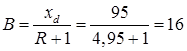 B = x_d / (R + 1) = 95 / (4,95 + 1) = 16